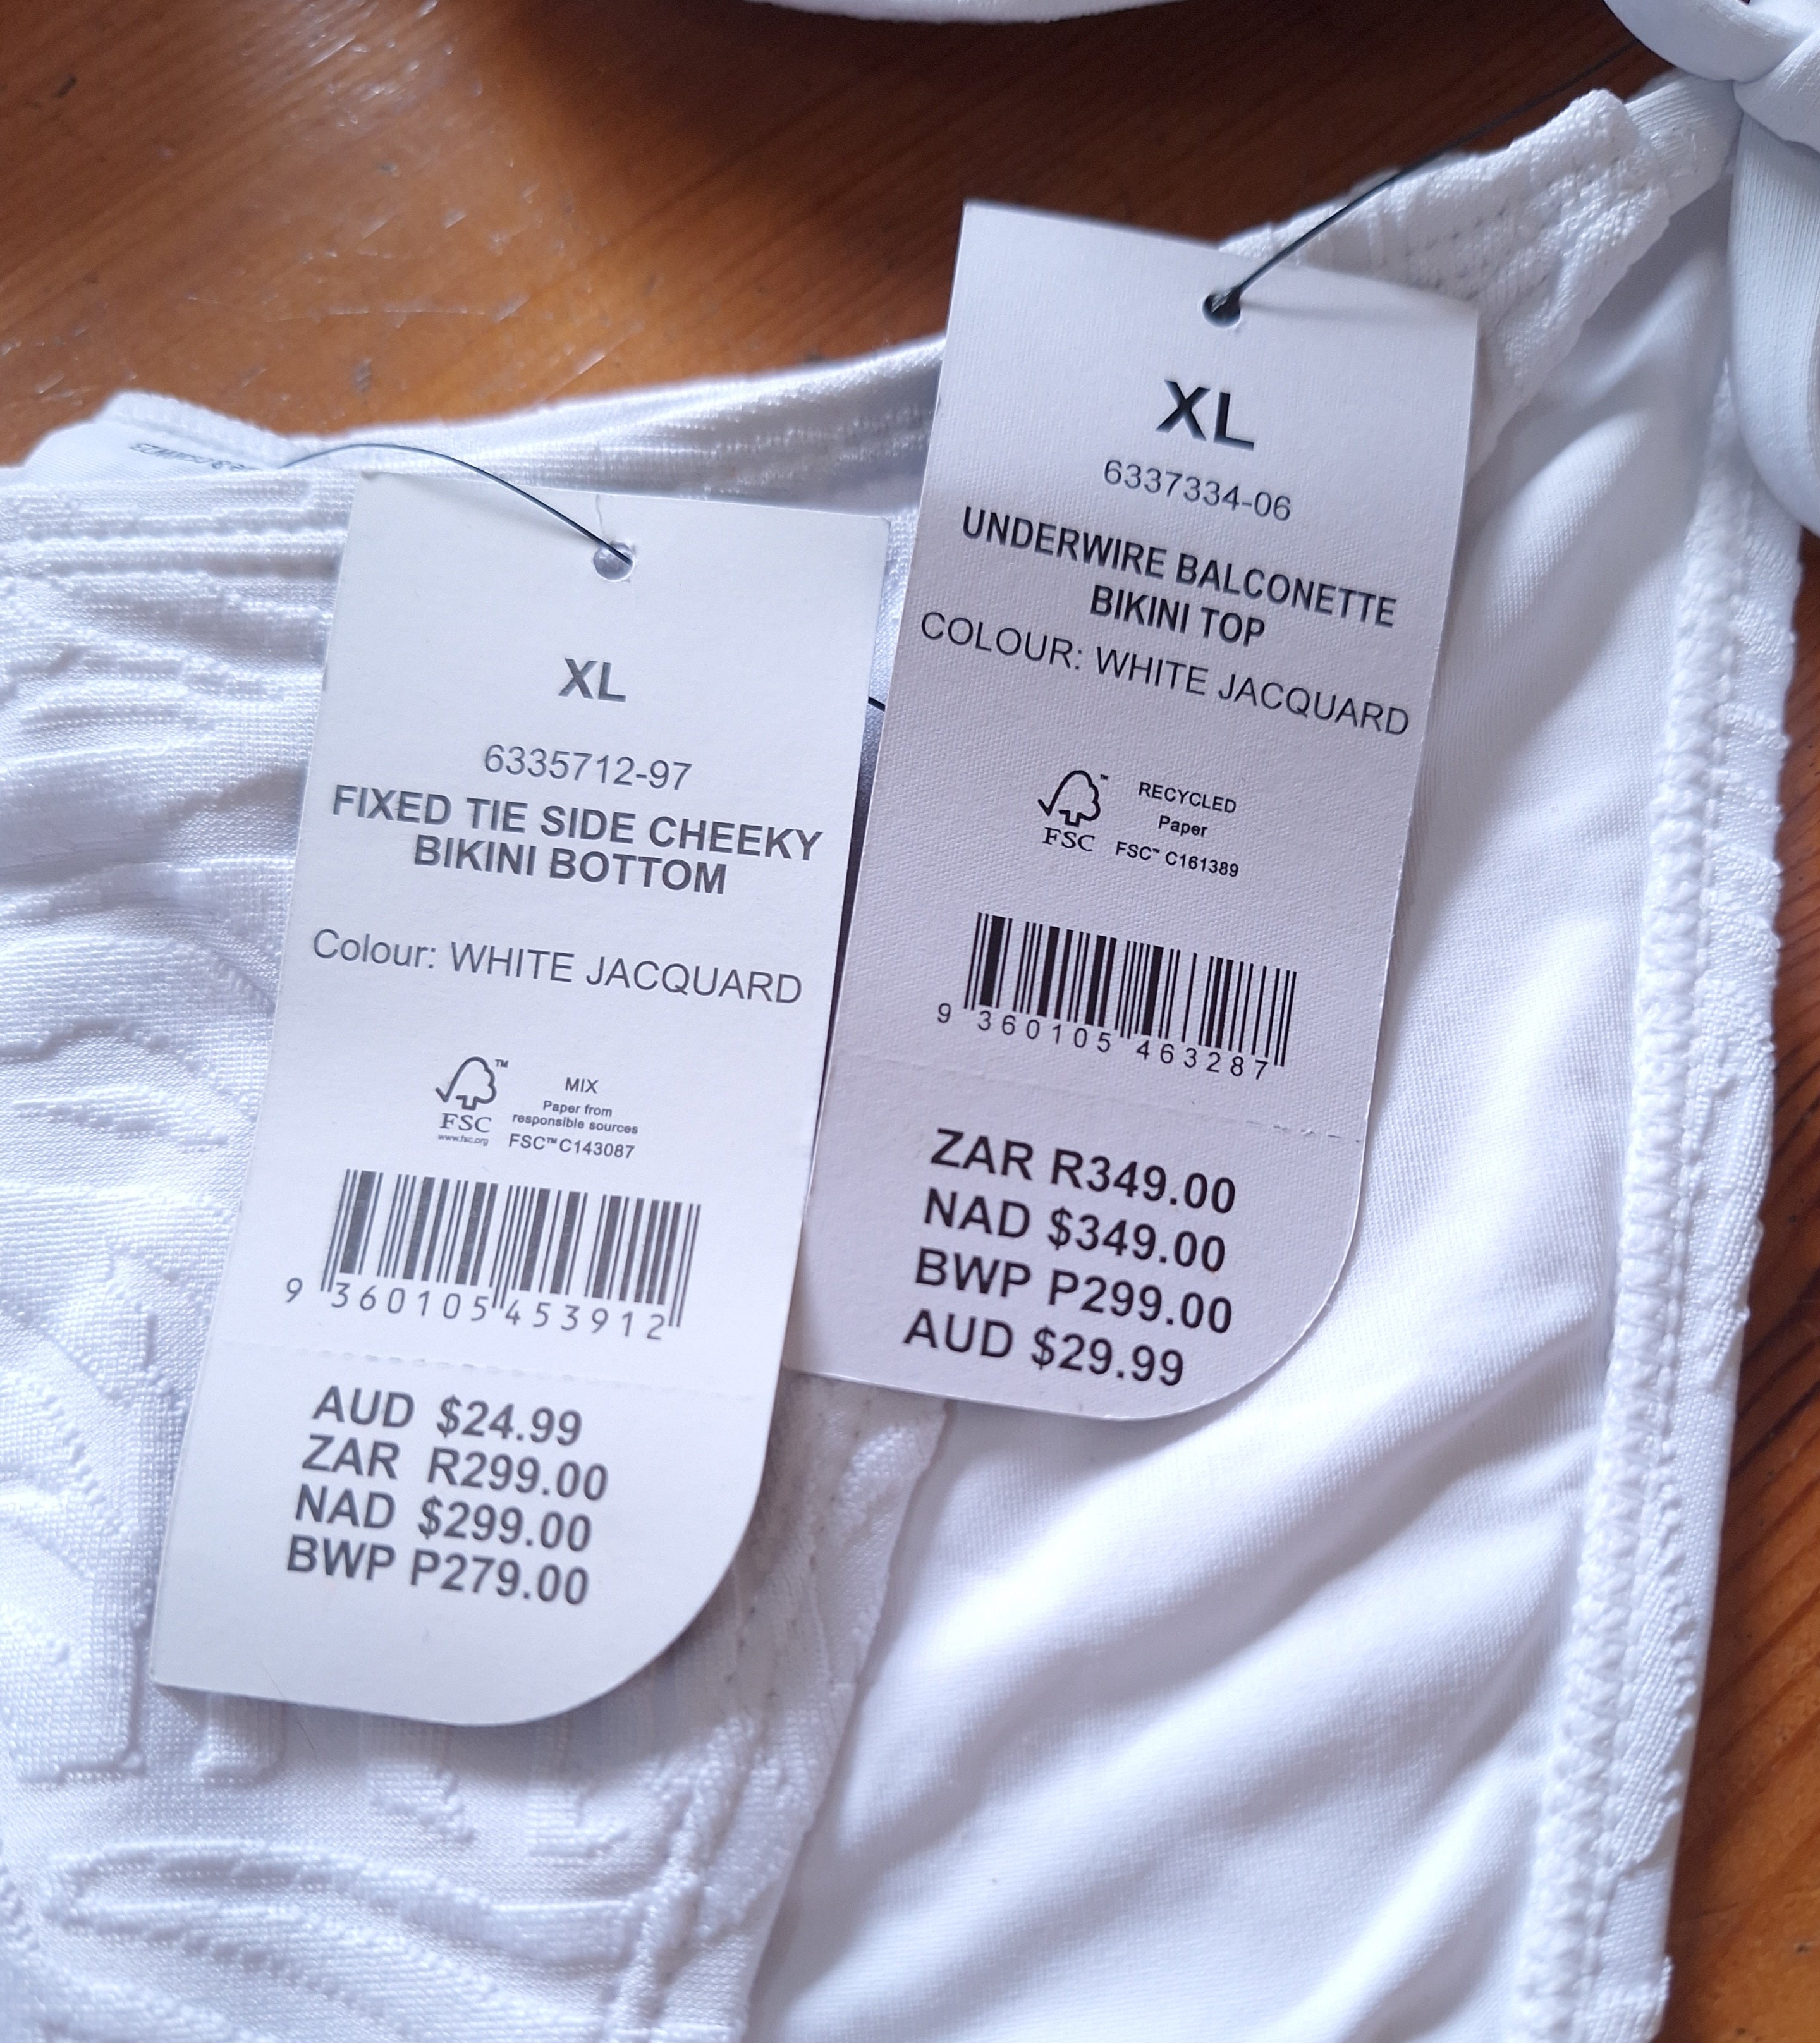 XL
6335712-97
FIXED TIE SIDE CHEEKY
BIKINI BOTTOM
Colour: WHITE JACQUARD
FSC™
www.fsc.org
MIX
Paper from
responsible sources
FSC™ C143087
9 360105 453912
AUD $24.99
ZAR R299.00
NAD $299.00
BWP P279.00
XL
6337334-06
UNDERWIRE BALCONETTE
BIKINI TOP
COLOUR: WHITE JACQUARD
FSC™
RECYCLED
Paper
FSC™ C161389
9 360105 463287
ZAR R349.00
NAD $349.00
BWP P299.00
AUD $29.99